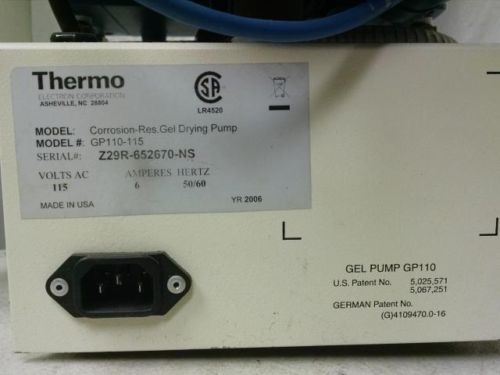 Thermo
ELECTRON CORPORATION
ASHEVILLE, NC 28804
SA
LR4520
MODEL: Corrosion-Res.Gel Drying Pump
MODEL #: GP110-115
SERIAL#: Z29R-652670-NS
VOLTS AC AMPERES HERTZ
115 6 50/60
MADE IN USA YR 2006
GEL PUMP GP110
U.S. Patent No. 5,025,571
5,067,251
GERMAN Patent No.
(G)4109470.0-16